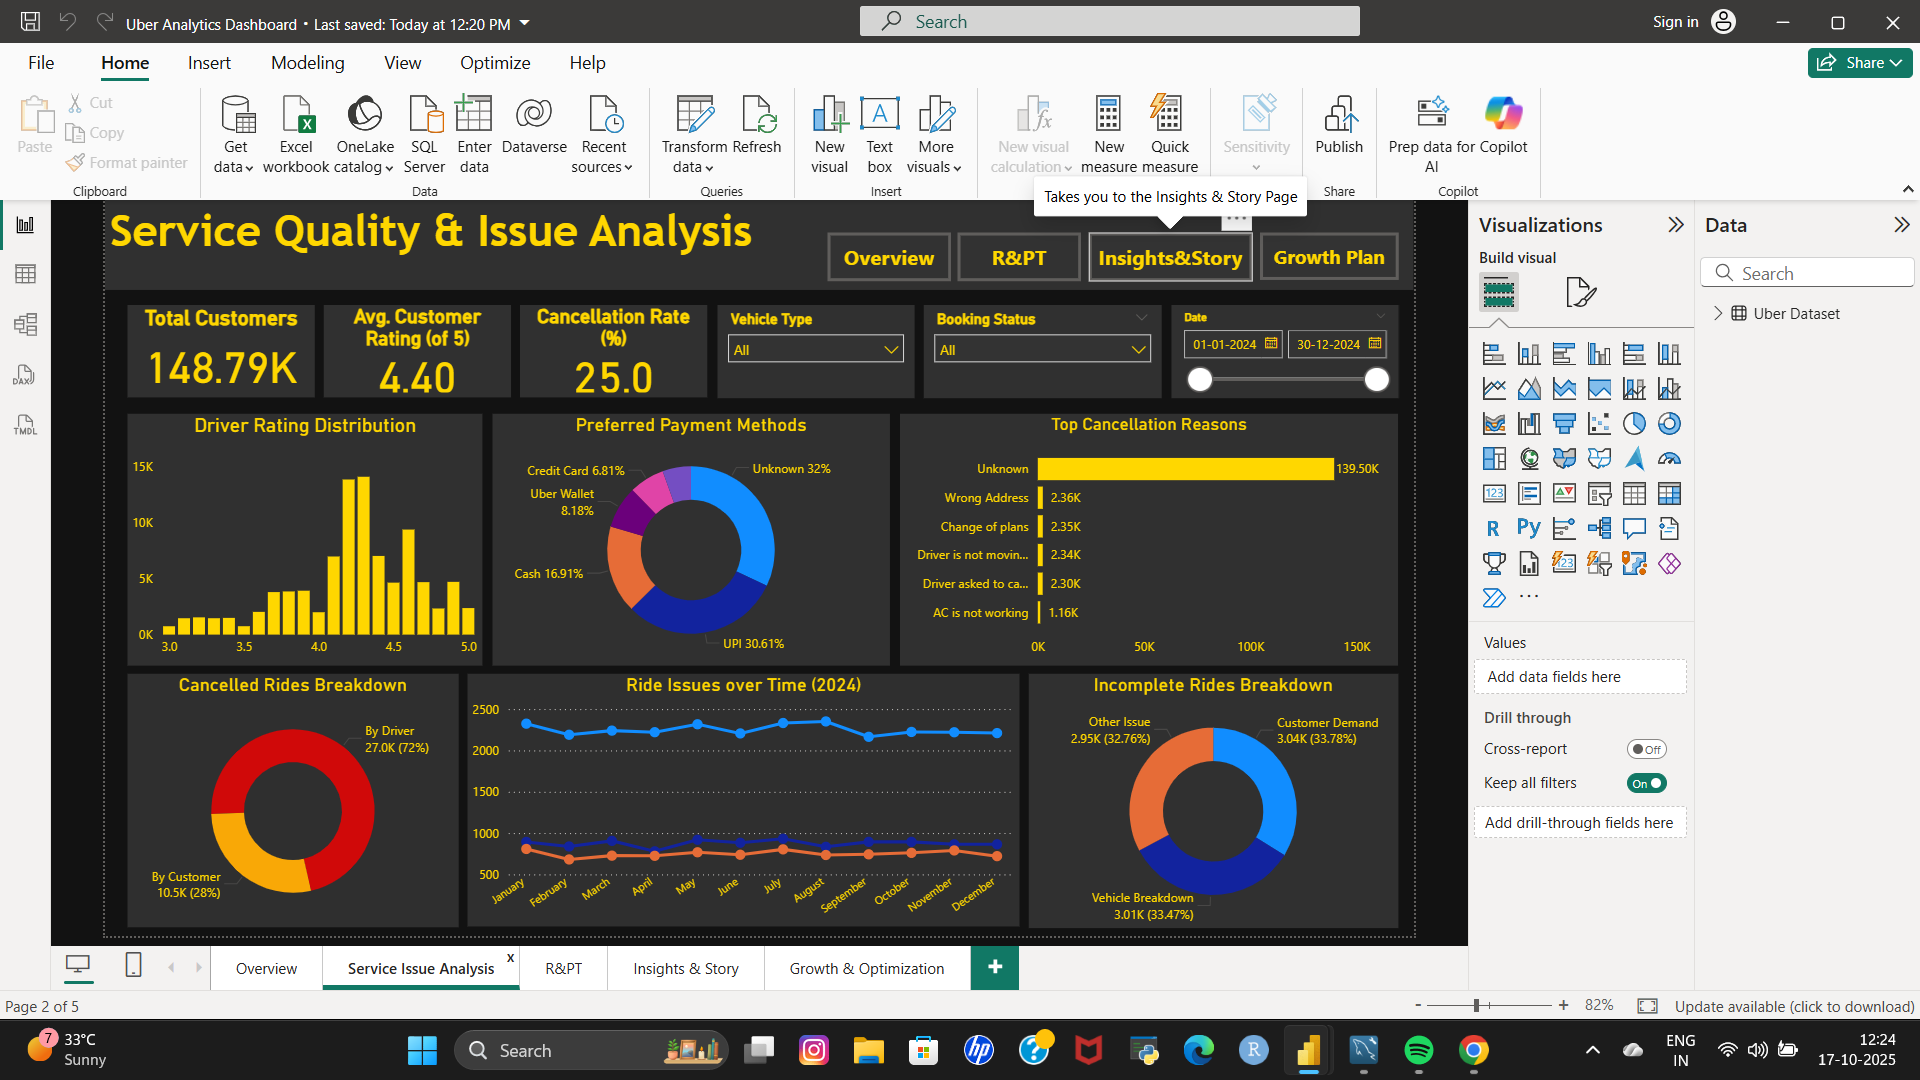 Uber Analytics Dashboard • Last saved: Today at 12:20 PM
Search
Sign in
File
Home
Insert
Modeling
View
Optimize
Help
Share
Paste
Cut
Copy
Format painter
Clipboard
Get data
Excel workbook
OneLake catalog
SQL Server
Enter data
Dataverse
Recent sources
Data
Transform data
Refresh
Queries
New visual
Text box
More visuals
Insert
New visual calculation
New measure
Quick measure
Sensitivity
Publish
Share
Prep data for AI
Copilot
Copilot
Takes you to the Insights & Story Page
Service Quality & Issue Analysis
Overview
R&PT
Insights&Story
Growth Plan
Total Customers
148.79K
Avg. Customer
Rating (of 5)
4.40
Cancellation Rate
(%)
25.0
Vehicle Type
All
Booking Status
All
Date
01-01-2024
30-12-2024
Driver Rating Distribution
15K
10K
5K
0K
3.0
3.5
4.0
4.5
5.0
Preferred Payment Methods
Credit Card 6.81%
Unknown 32%
Uber Wallet
8.18%
Cash 16.91%
UPI 30.61%
Top Cancellation Reasons
Unknown
139.50K
Wrong Address
2.36K
Change of plans
2.35K
Driver is not movin...
2.34K
Driver asked to ca...
2.30K
AC is not working
1.16K
0K
50K
100K
150K
Cancelled Rides Breakdown
By Driver
27.0K (72%)
By Customer
10.5K (28%)
Ride Issues over Time (2024)
2500
2000
1500
1000
500
January
February
March
April
May
June
July
August
September
October
November
December
Incomplete Rides Breakdown
Other Issue
2.95K (32.76%)
Customer Demand
3.04K (33.78%)
Vehicle Breakdown
3.01K (33.47%)
Visualizations
Build visual
123
R
Py
123
Values
Add data fields here
Drill through
Cross-report
Off
Keep all filters
On
Add drill-through fields here
Data
Search
Uber Dataset
DAX
TMDL
Overview
Service Issue Analysis
x
R&PT
Insights & Story
Growth & Optimization
+
Page 2 of 5
- + 82%
Update available (click to download)
7
33°C
Sunny
Search
hp
?
R
ENG
IN
12:24
17-10-2025